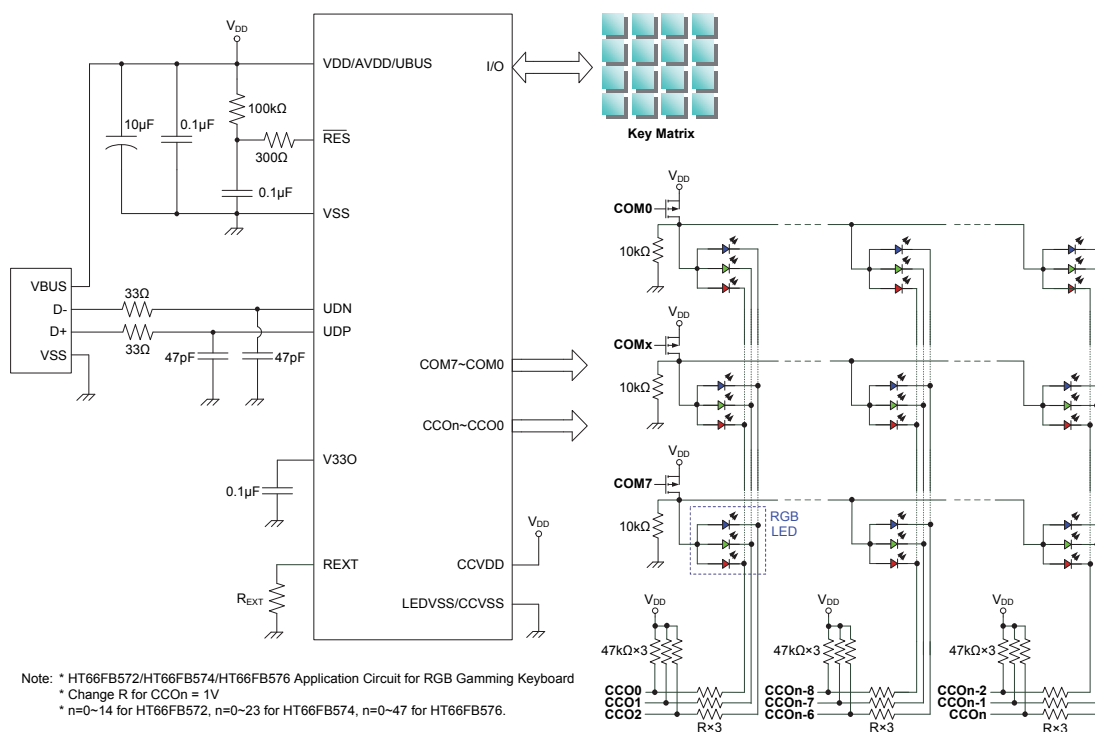 VDD
VDD/AVDD/UBUS
I/O
100kΩ
10µF
0.1µF
RES
300Ω
0.1µF
VSS
Key Matrix
VBUS
D-
D+
VSS
33Ω
33Ω
UDN
UDP
47pF
47pF
COM7~COM0
CCOn~CCO0
V33O
0.1µF
VDD
REXT
CCVDD
REXT
LEDVSS/CCVSS
VDD
COM0
10kΩ
VDD
COMx
10kΩ
VDD
COM7
10kΩ
RGB
LED
VDD
VDD
VDD
47kΩ×3
47kΩ×3
47kΩ×3
CCO0
CCO1
CCO2
R×3
CCOn-8
CCOn-7
CCOn-6
R×3
CCOn-2
CCOn-1
CCOn
R×3
Note: * HT66FB572/HT66FB574/HT66FB576 Application Circuit for RGB Gamming Keyboard
* Change R for CCOn = 1V
* n=0~14 for HT66FB572, n=0~23 for HT66FB574, n=0~47 for HT66FB576.